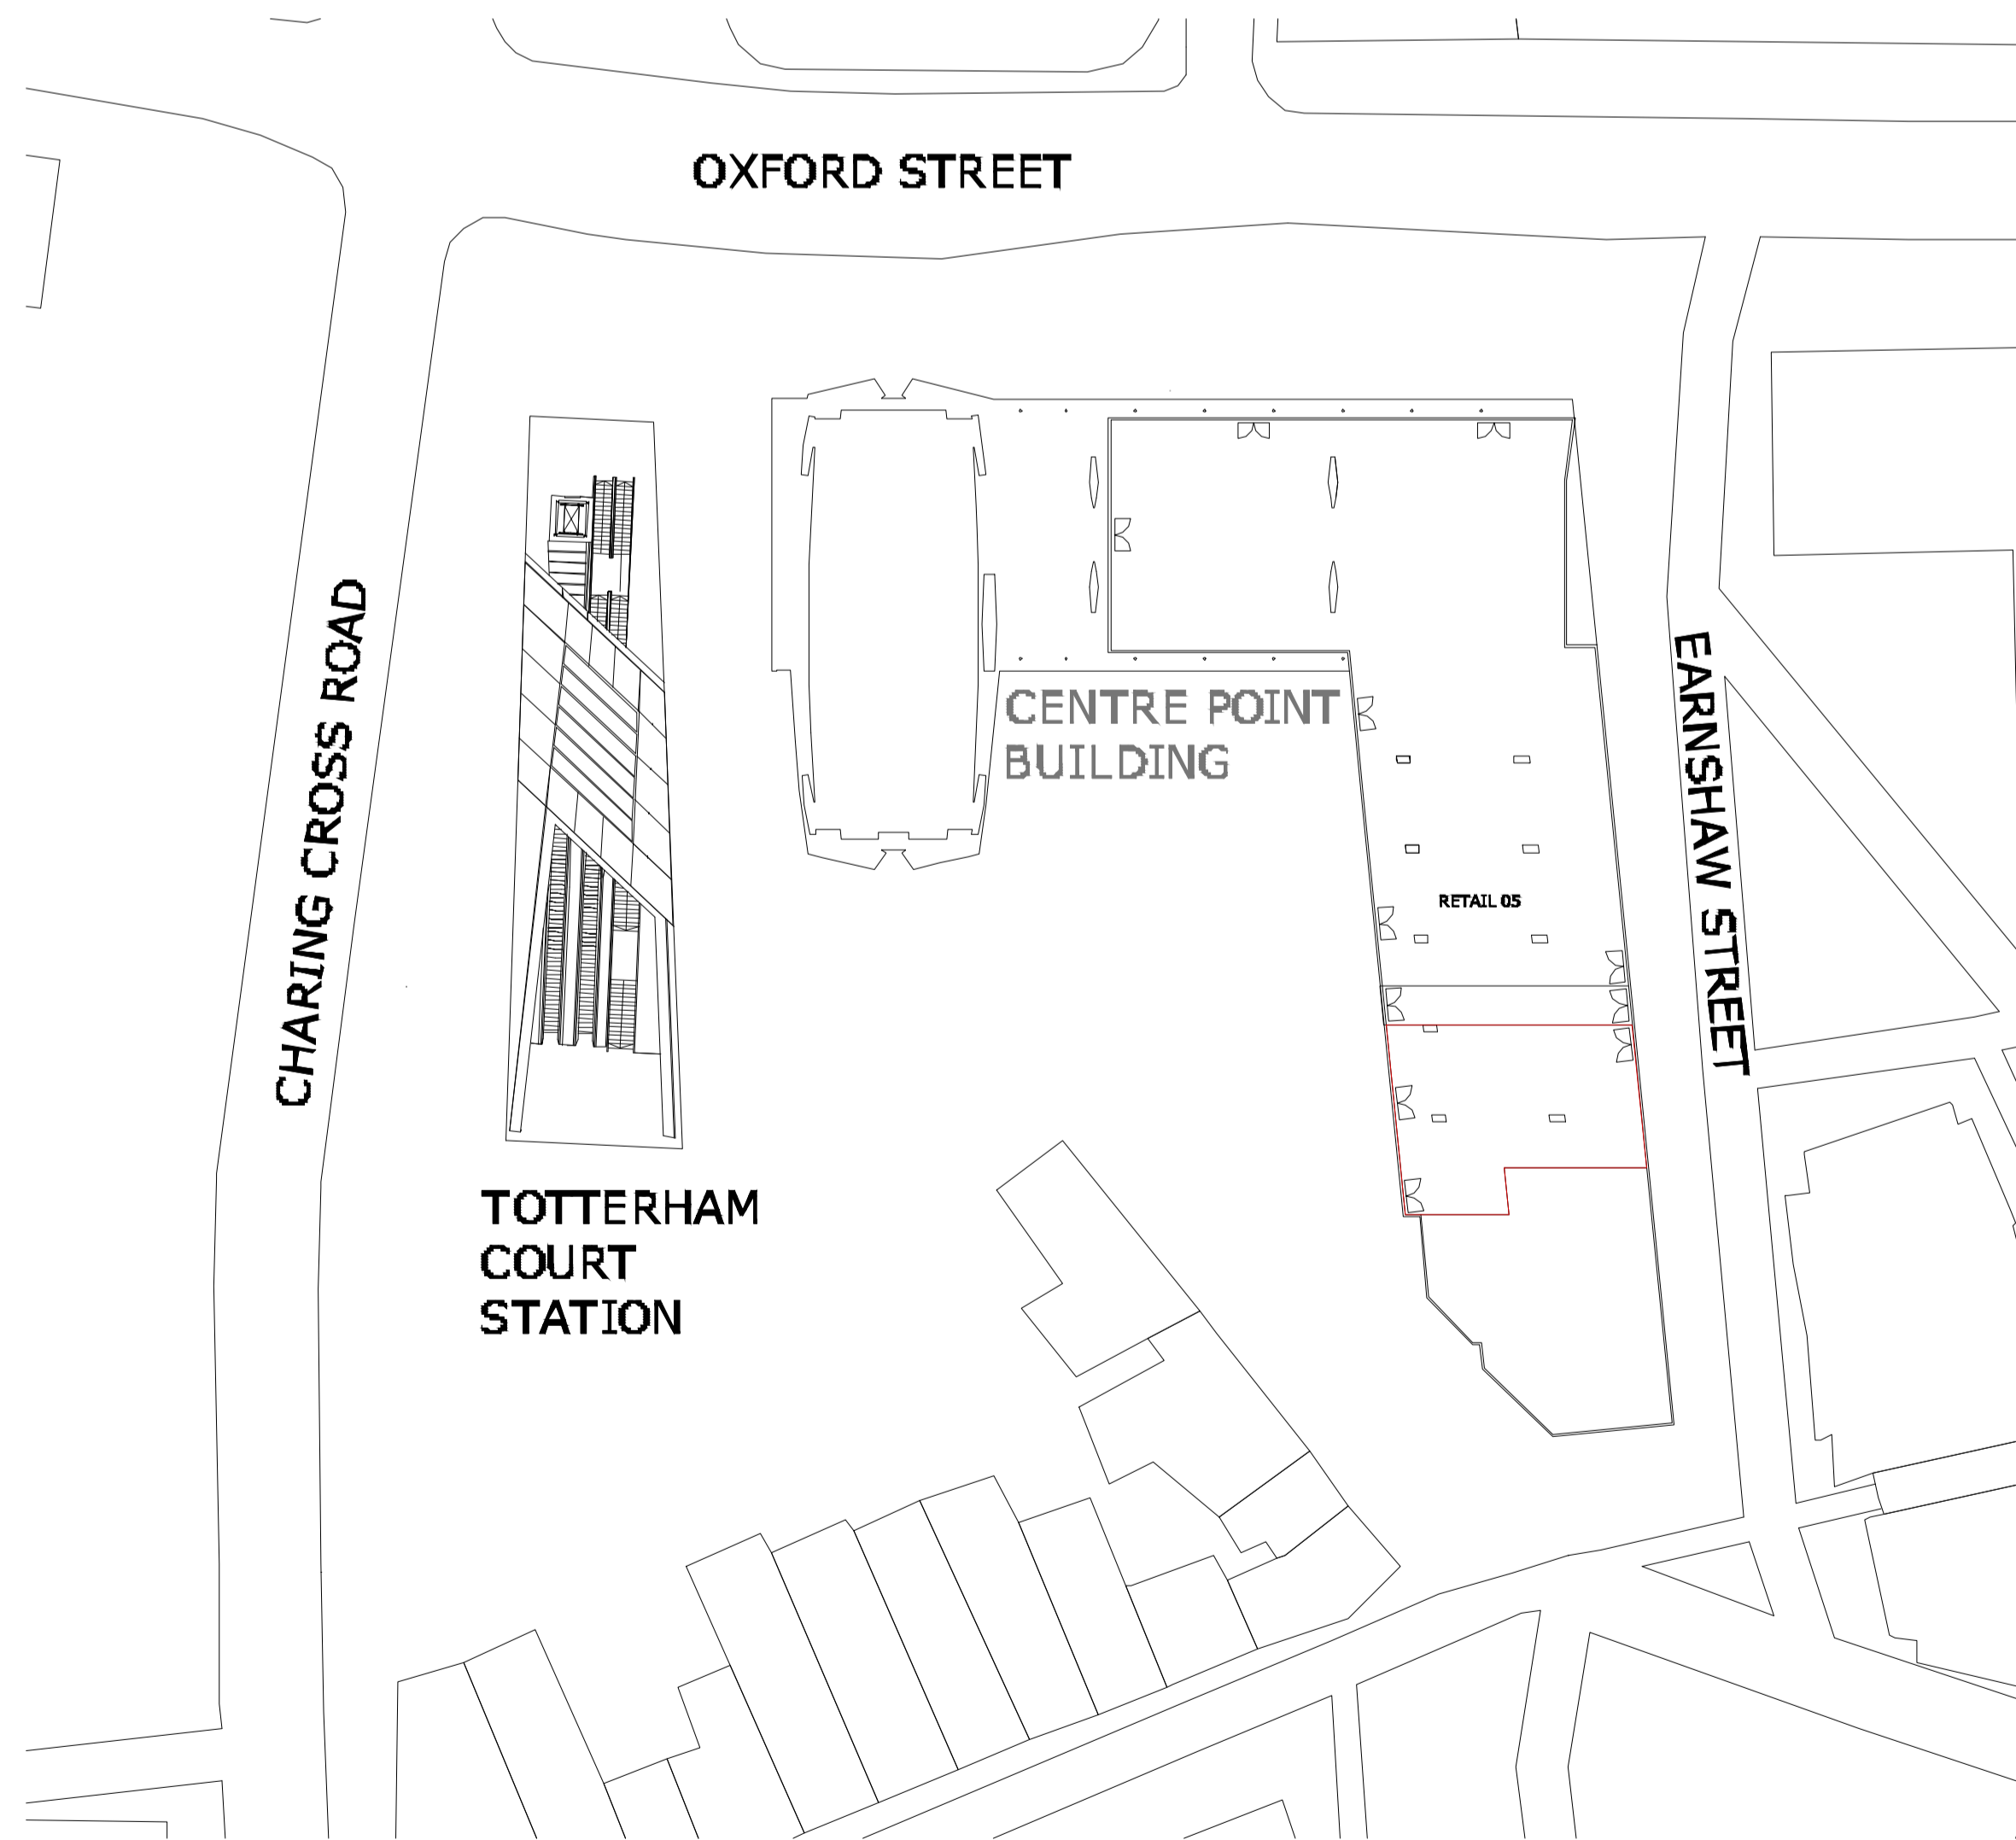 OXFORD STREET
CHARING CROSS ROAD
CENTRE POINT
BUILDING
EARNSHAW STREET
RETAIL 05
TOTTERHAM
COURT
STATION